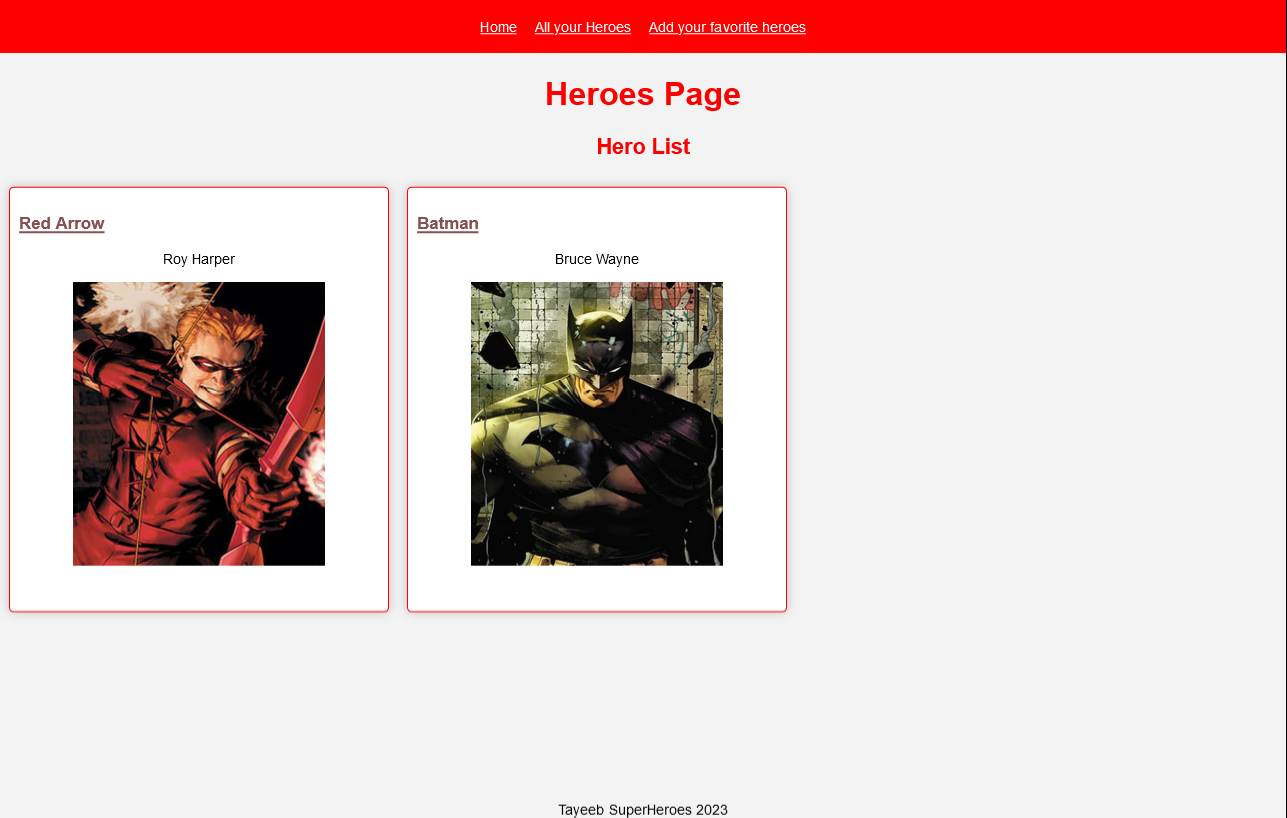 Home All your Heroes Add your favorite heroes
Heroes Page
Hero List
Red Arrow
Roy Harper
Batman
Bruce Wayne
Tayeeb SuperHeroes 2023